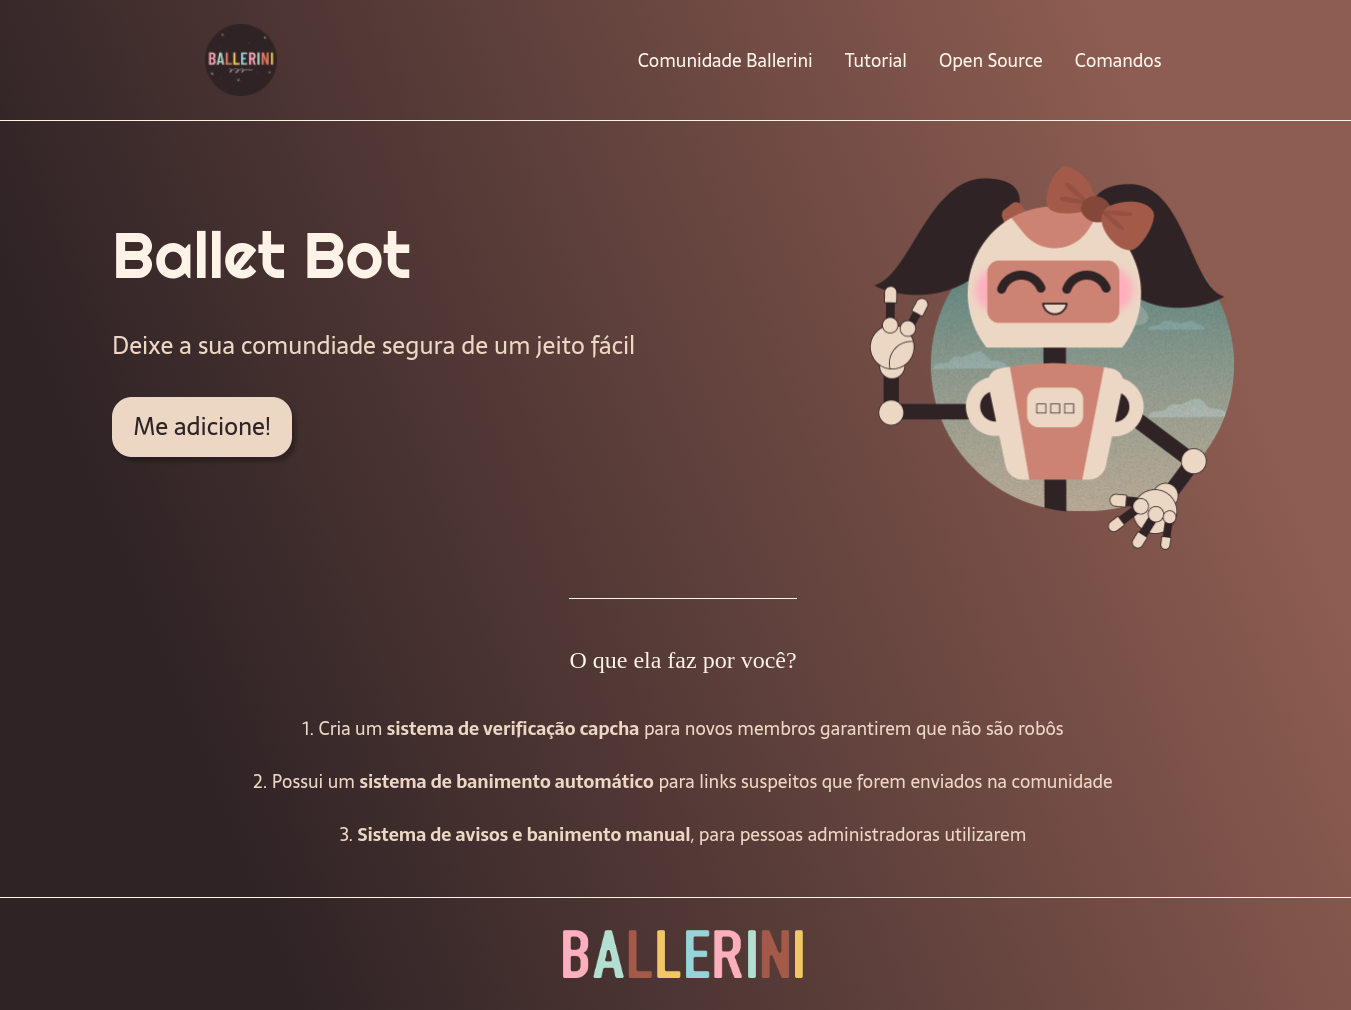 BALLERINI
Comunidade Ballerini
Tutorial
Open Source
Comandos
Ballet Bot
Deixe a sua comundiade segura de um jeito fácil
Me adicione!
O que ela faz por você?
1. Cria um sistema de verificação capcha para novos membros garantirem que não são robôs
2. Possui um sistema de banimento automático para links suspeitos que forem enviados na comunidade
3. Sistema de avisos e banimento manual, para pessoas administradoras utilizarem
BALLERINI